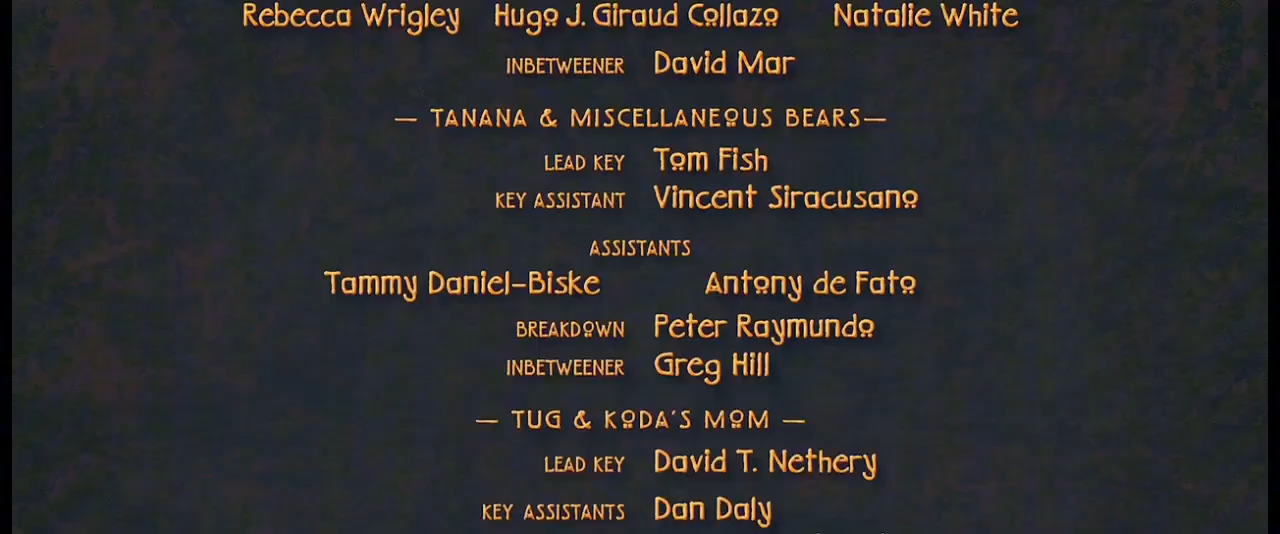 Rebecca Wrigley Hugo J. Giraud Collazo Natalie White
INBETWEENER David Mar
— TANANA & MISCELLANEOUS BEARS—
LEAD KEY Tom Fish
KEY ASSISTANT Vincent Siracusano
ASSISTANTS
Tammy Daniel-Biske Antony de Fato
BREAKDOWN Peter Raymundo
INBETWEENER Greg Hill
— TUG & KODA'S MOM —
LEAD KEY David T. Nethery
KEY ASSISTANTS Dan Daly